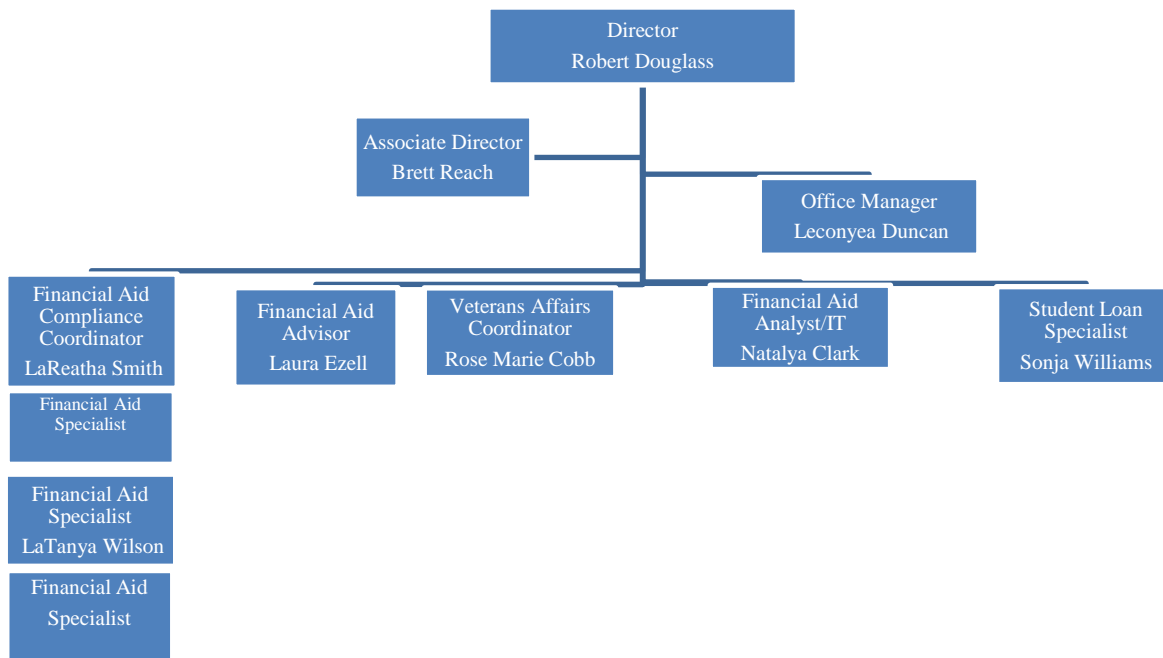 Director
Robert Douglass
Associate Director
Brett Reach
Office Manager
Leconyea Duncan
Financial Aid
Compliance
Coordinator
LaReatha Smith
Financial Aid
Advisor
Laura Ezell
Veterans Affairs
Coordinator
Rose Marie Cobb
Financial Aid
Analyst/IT
Natalya Clark
Student Loan
Specialist
Sonja Williams
Financial Aid
Specialist
Financial Aid
Specialist
LaTanya Wilson
Financial Aid
Specialist